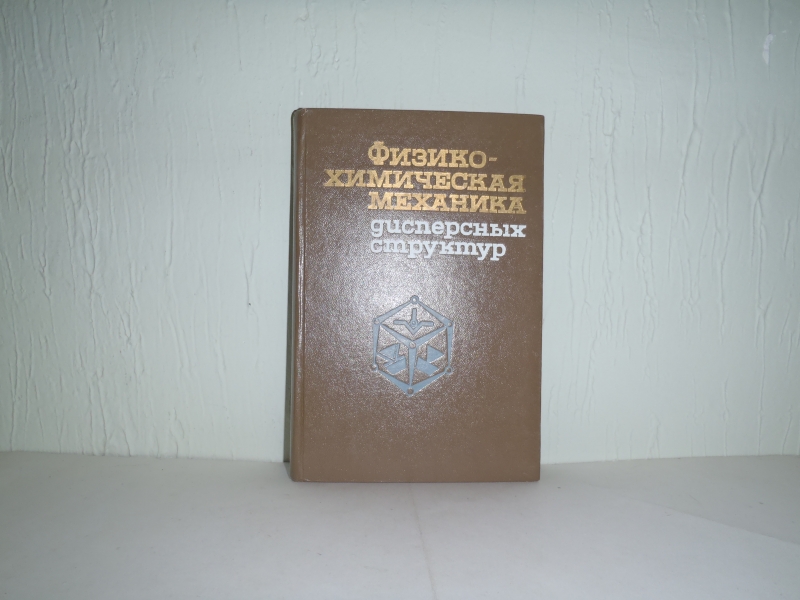 Физико-
химическая
механика
дисперсных
структур